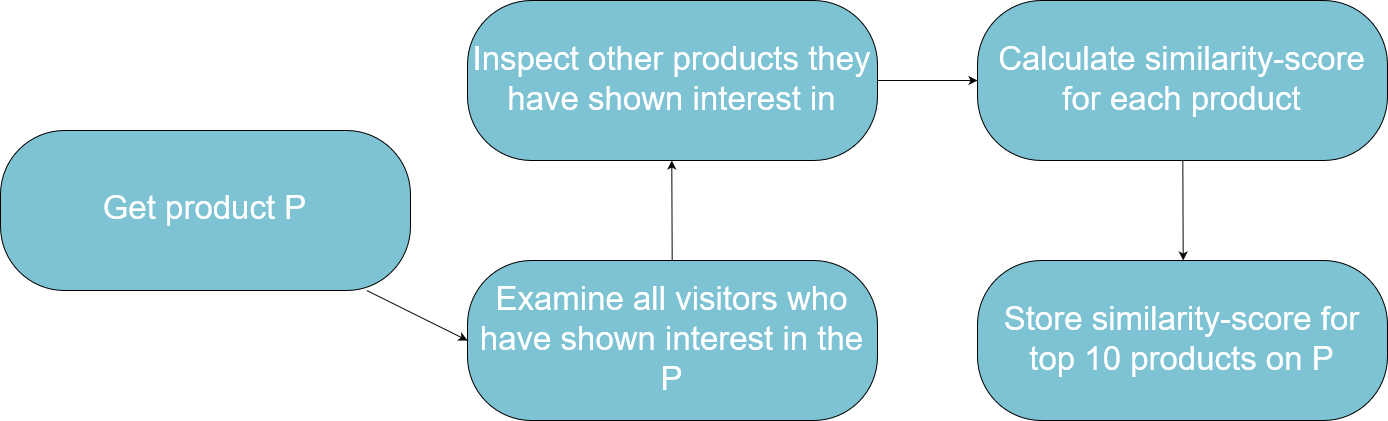 Get product P
Examine all visitors who
have shown interest in the
P
Inspect other products they
have shown interest in
Calculate similarity-score
for each product
Store similarity-score for
top 10 products on P